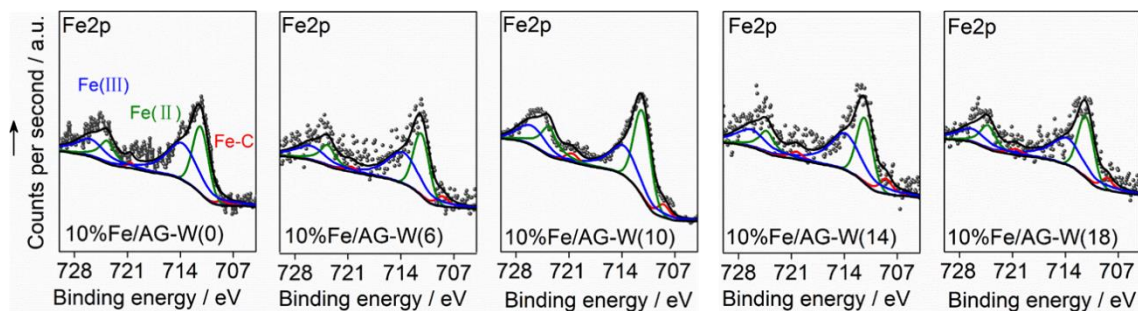 Counts per second / a.u.
Fe2p
Fe(III)
Fe(II)
Fe-C
10%Fe/AG-W(0)
728 721 714 707
Binding energy / eV
Fe2p
10%Fe/AG-W(6)
728 721 714 707
Binding energy / eV
Fe2p
10%Fe/AG-W(10)
728 721 714 707
Binding energy / eV
Fe2p
10%Fe/AG-W(14)
728 721 714 707
Binding energy / eV
Fe2p
10%Fe/AG-W(18)
728 721 714 707
Binding energy / eV